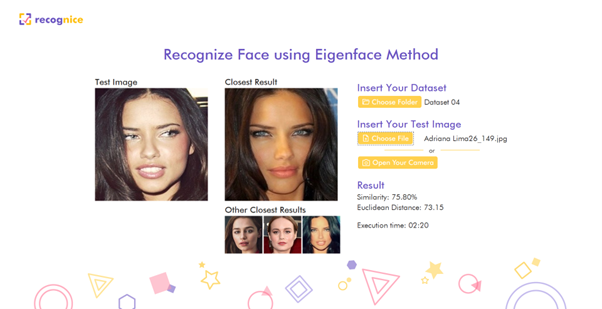 recognice
Recognize Face using Eigenface Method
Test Image
Closest Result
Other Closest Results
Insert Your Dataset
Choose Folder Dataset 04
Insert Your Test Image
Choose File Adriana Lima26_149.jpg
or
Open Your Camera
Result
Similarity: 75.80%
Euclidean Distance: 73.15
Execution time: 02:20